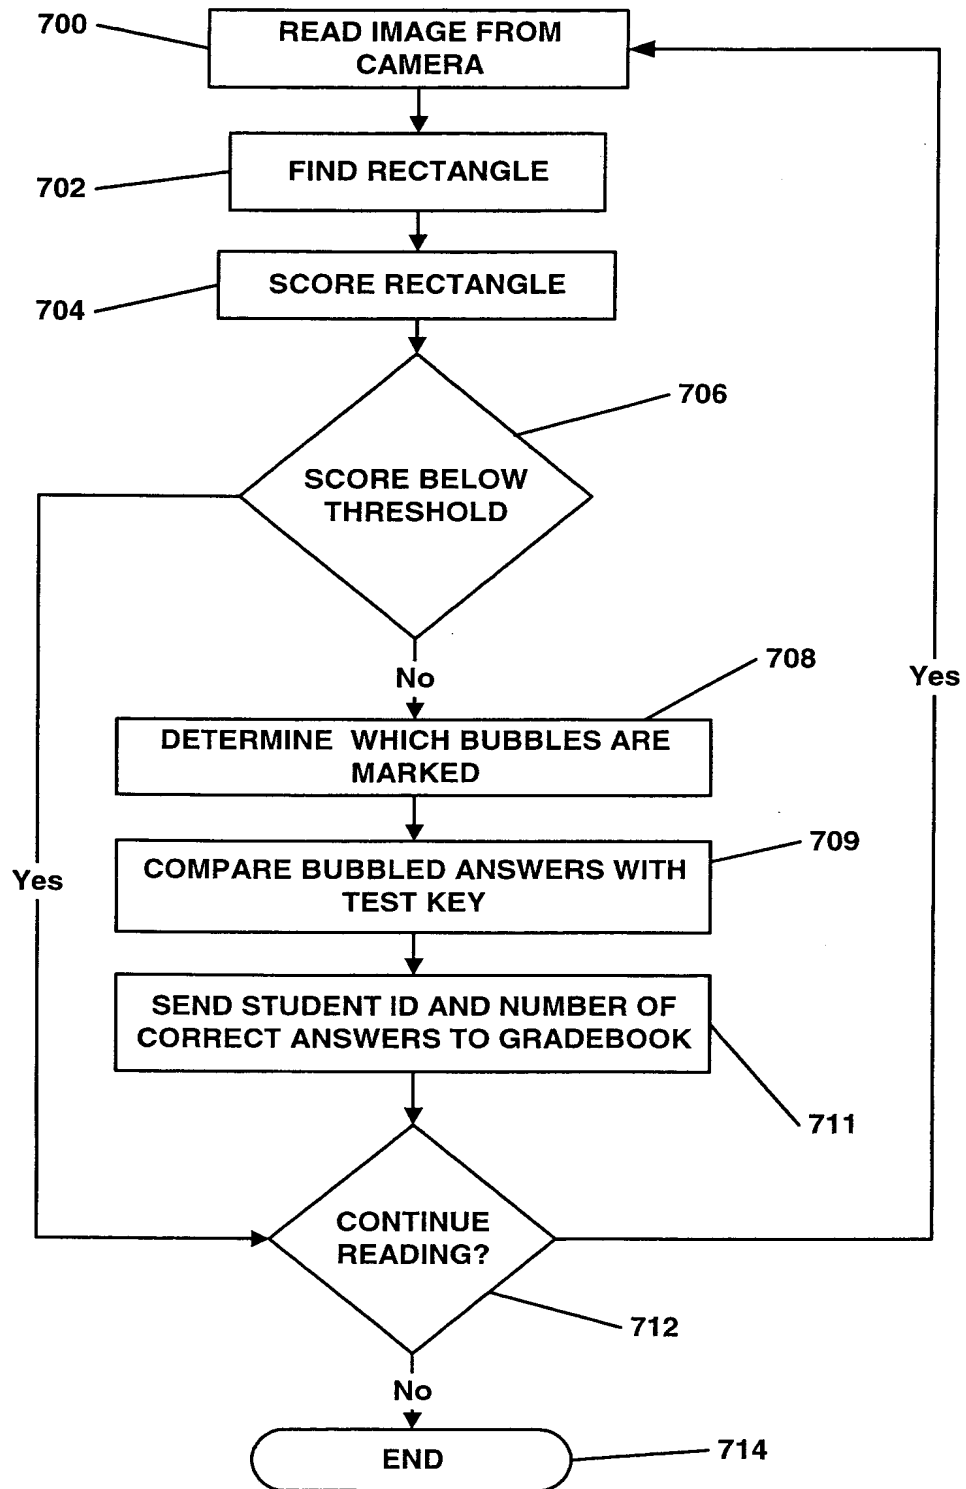 700
READ IMAGE FROM
CAMERA
702
FIND RECTANGLE
704
SCORE RECTANGLE
706
SCORE BELOW
THRESHOLD
No
708
Yes
DETERMINE WHICH BUBBLES ARE
MARKED
709
Yes
COMPARE BUBBLED ANSWERS WITH
TEST KEY
SEND STUDENT ID AND NUMBER OF
CORRECT ANSWERS TO GRADEBOOK
711
CONTINUE
READING?
712
No
END
714